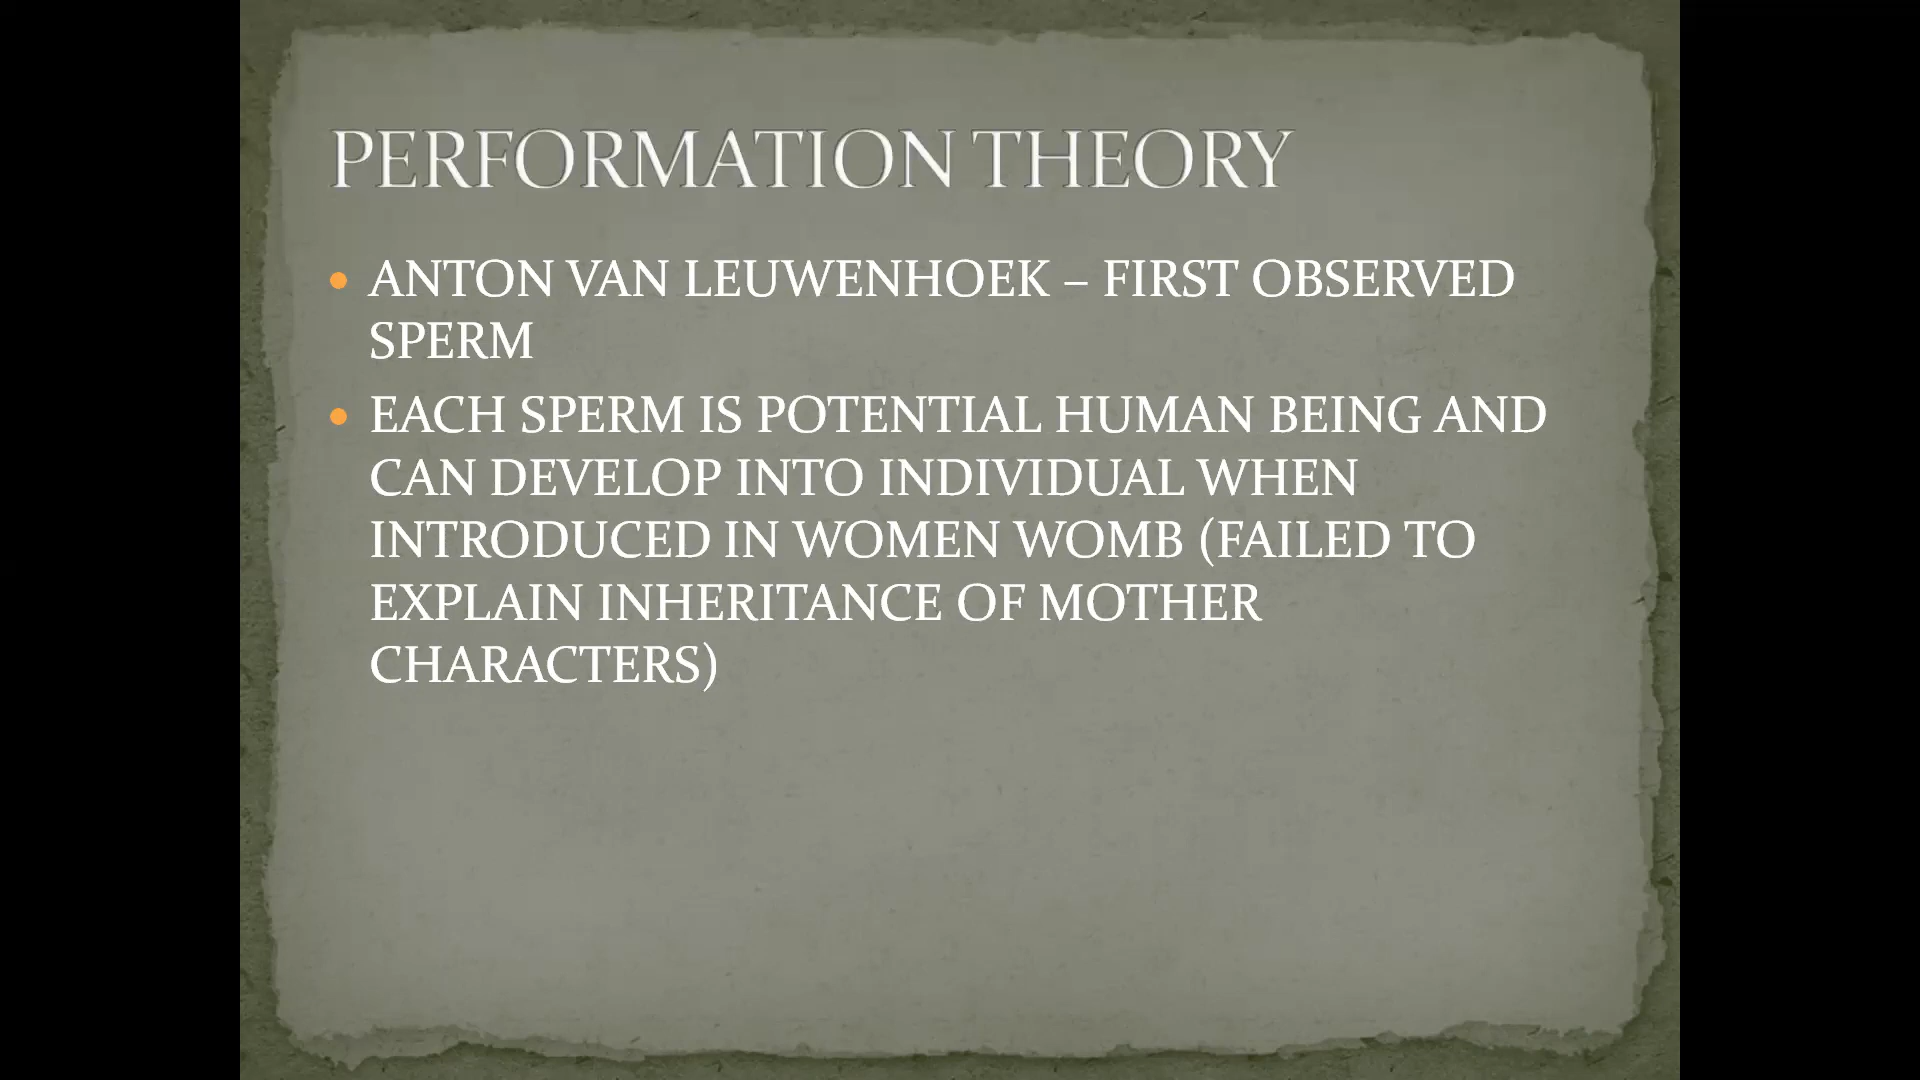 PERFORMATION THEORY
• ANTON VAN LEUWENHOEK – FIRST OBSERVED
SPERM
• EACH SPERM IS POTENTIAL HUMAN BEING AND
CAN DEVELOP INTO INDIVIDUAL WHEN
INTRODUCED IN WOMEN WOMB (FAILED TO
EXPLAIN INHERITANCE OF MOTHER
CHARACTERS)